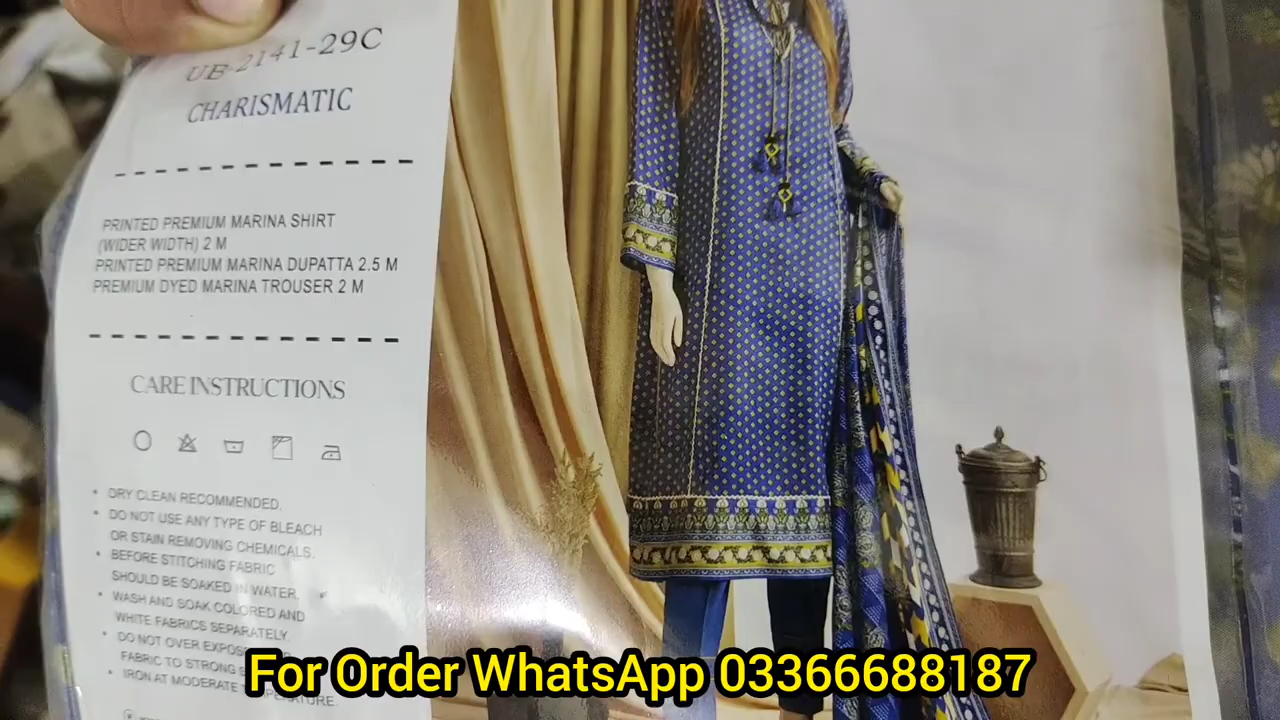 UB-2141-29C
CHARISMATIC
PRINTED PREMIUM MARINA SHIRT
(WIDER WIDTH) 2 M
PRINTED PREMIUM MARINA DUPATTA 2.5 M
PREMIUM DYED MARINA TROUSER 2 M
CARE INSTRUCTIONS
• DRY CLEAN RECOMMENDED.
• DO NOT USE ANY TYPE OF BLEACH
OR STAIN REMOVING CHEMICALS.
• BEFORE STITCHING FABRIC
SHOULD BE SOAKED IN WATER.
• WASH AND SOAK COLORED AND
WHITE FABRICS SEPARATELY.
• DO NOT OVER
FABRIC TO STRONG
• IRON AT MODERATE
For Order WhatsApp 03366688187